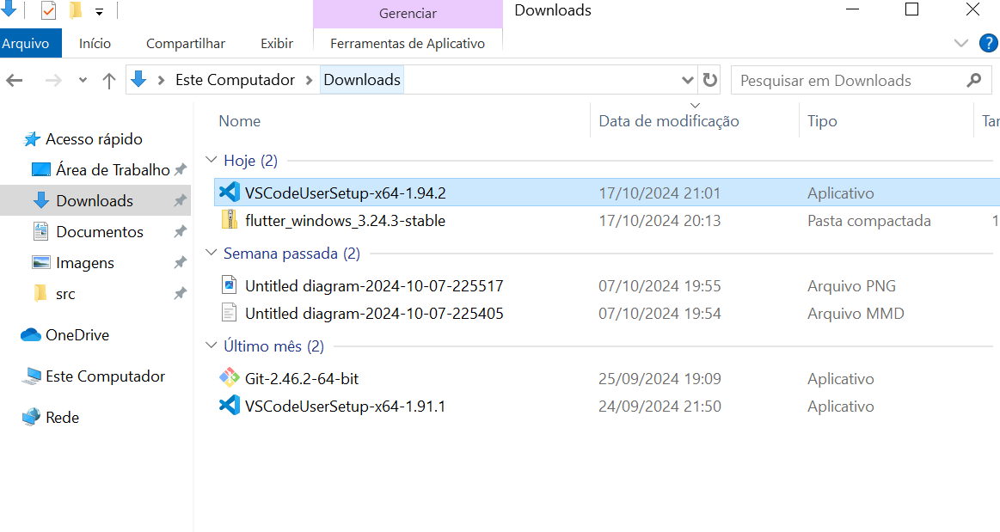 Gerenciar Downloads
Arquivo Início Compartilhar Exibir Ferramentas de Aplicativo ?
Este Computador Downloads Pesquisar em Downloads
Nome Data de modificação Tipo Tar
Acesso rápido
Área de Trabalho
Downloads
Documentos
Imagens
src
OneDrive
Este Computador
Rede
Hoje (2)
VSCodeUserSetup-x64-1.94.2 17/10/2024 21:01 Aplicativo
flutter_windows_3.24.3-stable 17/10/2024 20:13 Pasta compactada 1
Semana passada (2)
Untitled diagram-2024-10-07-225517 07/10/2024 19:55 Arquivo PNG
Untitled diagram-2024-10-07-225405 07/10/2024 19:54 Arquivo MMD
Último mês (2)
Git-2.46.2-64-bit 25/09/2024 19:09 Aplicativo
VSCodeUserSetup-x64-1.91.1 24/09/2024 21:50 Aplicativo